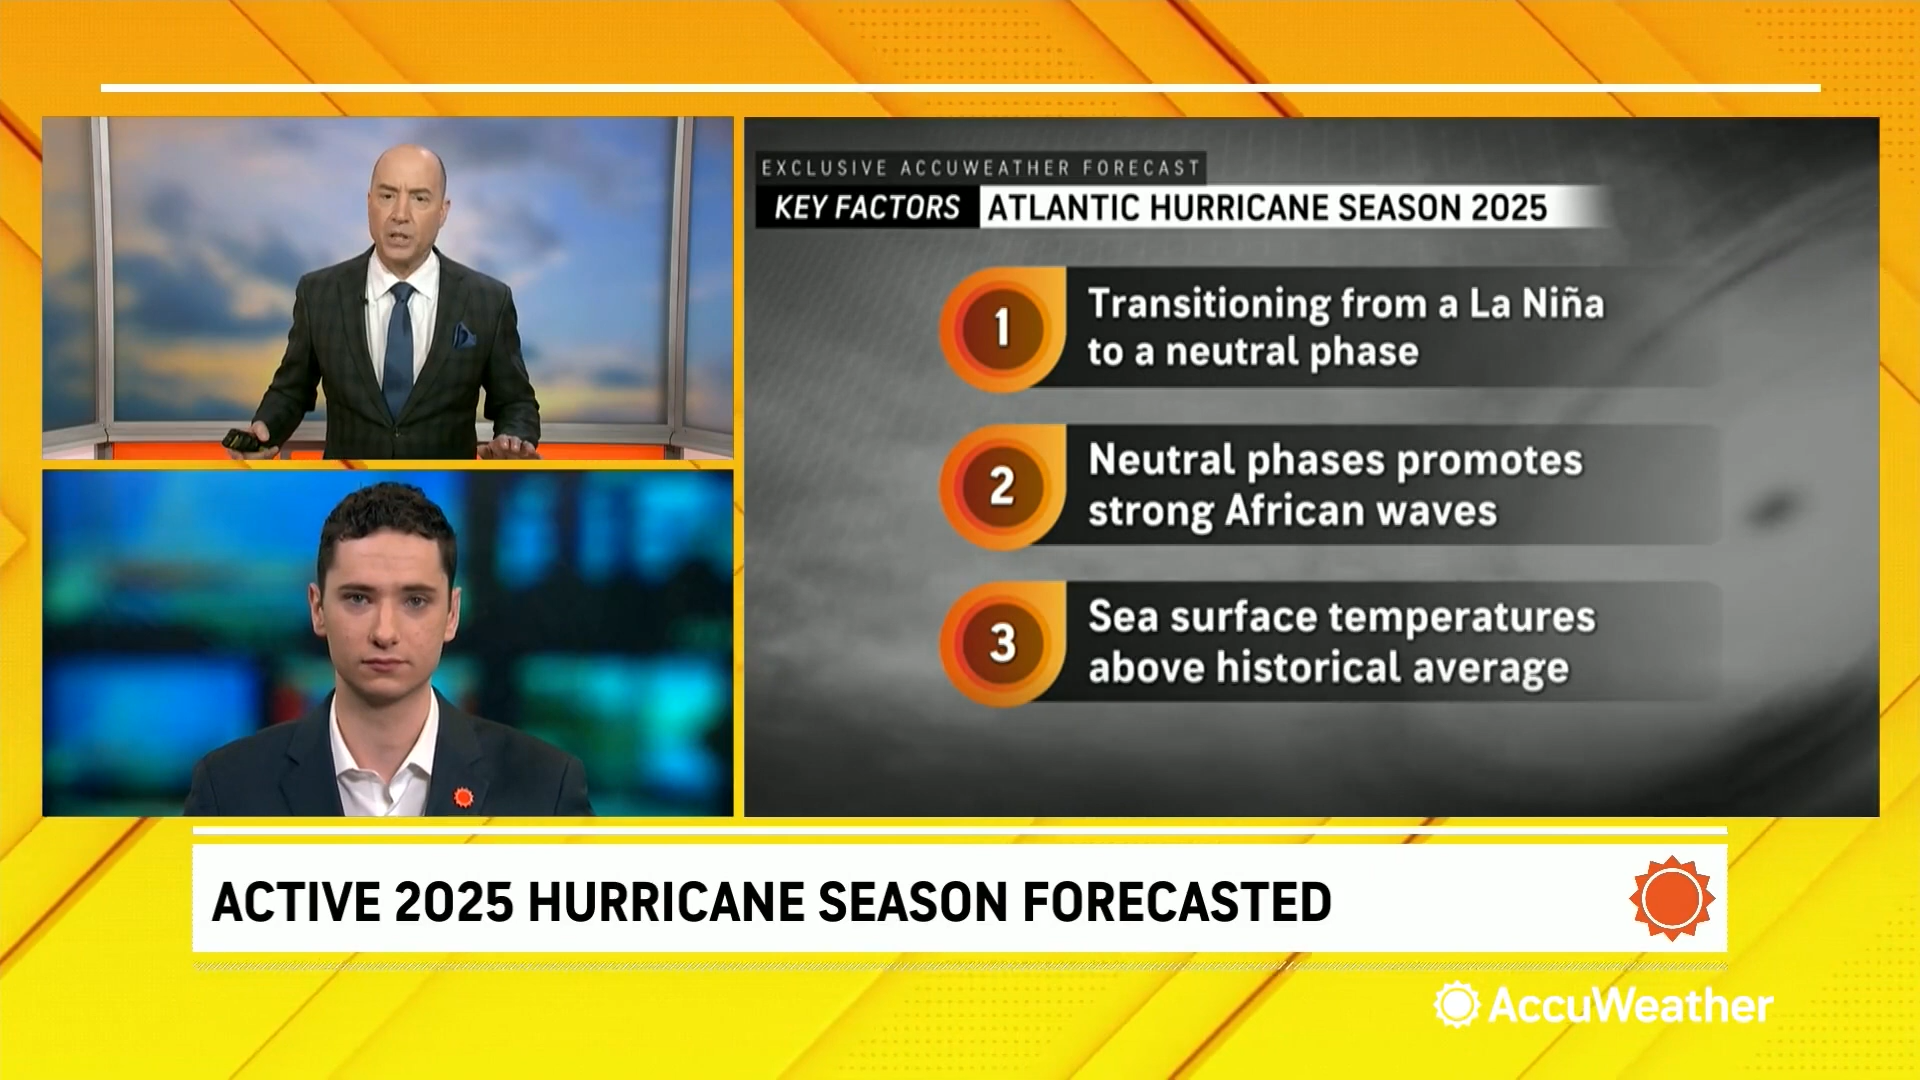 EXCLUSIVE ACCUWEATHER FORECAST
KEY FACTORS ATLANTIC HURRICANE SEASON 2025
1 Transitioning from a La Niña
to a neutral phase
2 Neutral phases promotes
strong African waves
3 Sea surface temperatures
above historical average
ACTIVE 2025 HURRICANE SEASON FORECASTED
AccuWeather